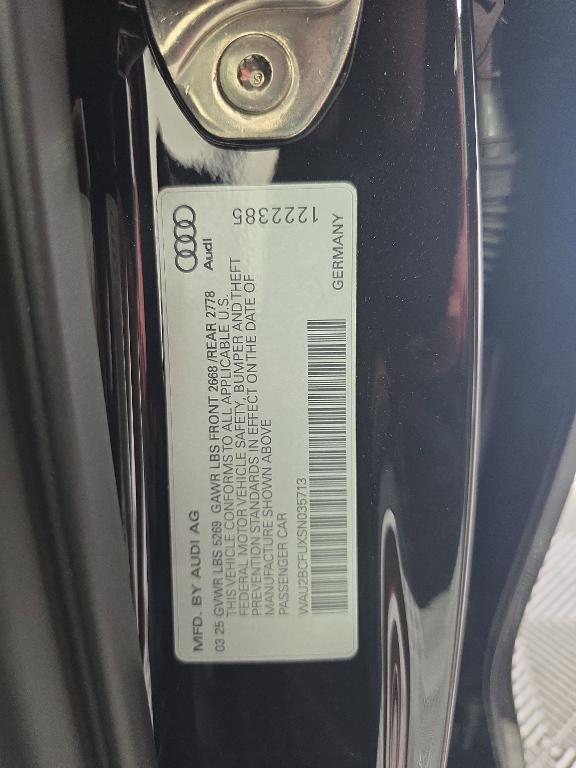 MFD. BY AUDI AG
Audi
03 25 GVWR LBS 5269 GAWR LBS FRONT 2668/REAR 2778
THIS VEHICLE CONFORMS TO ALL APPLICABLE U.S.
FEDERAL MOTOR VEHICLE SAFETY, BUMPER AND THEFT
PREVENTION STANDARDS IN EFFECT ON THE DATE OF
MANUFACTURE SHOWN ABOVE
PASSENGER CAR
1222385
WAU2BCFUXSN035713
GERMANY